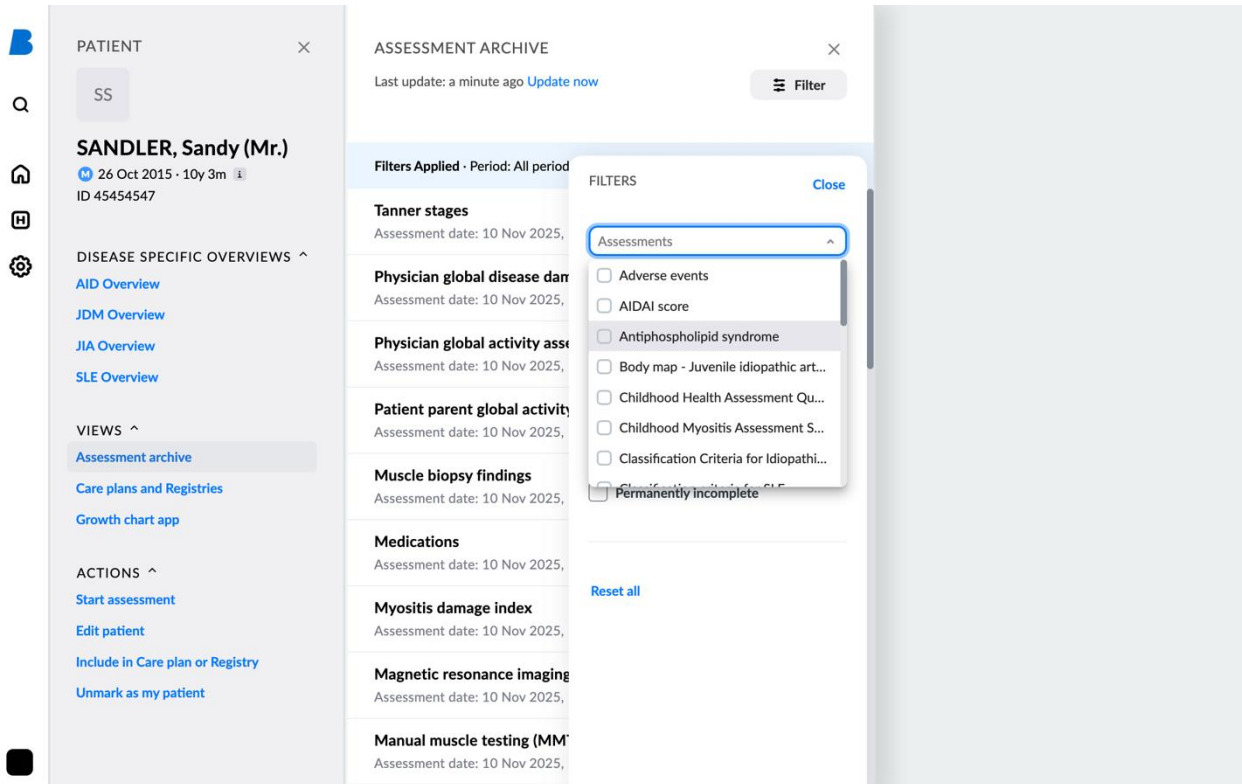 PATIENT
SS
SANDLER, Sandy (Mr.)
M 26 Oct 2015 · 10y 3m i
ID 45454547
DISEASE SPECIFIC OVERVIEWS
AID Overview
JDM Overview
JIA Overview
SLE Overview
VIEWS
Assessment archive
Care plans and Registries
Growth chart app
ACTIONS
Start assessment
Edit patient
Include in Care plan or Registry
Unmark as my patient
ASSESSMENT ARCHIVE
Last update: a minute ago Update now
Filter
Filters Applied · Period: All period
Tanner stages
Assessment date: 10 Nov 2025,
Physician global disease dam
Assessment date: 10 Nov 2025,
Physician global activity asse
Assessment date: 10 Nov 2025,
Patient parent global activity
Assessment date: 10 Nov 2025,
Muscle biopsy findings
Assessment date: 10 Nov 2025,
Medications
Assessment date: 10 Nov 2025,
Myositis damage index
Assessment date: 10 Nov 2025,
Magnetic resonance imaging
Assessment date: 10 Nov 2025,
Manual muscle testing (MMT
Assessment date: 10 Nov 2025,
FILTERS
Close
Assessments
Adverse events
AIDAI score
Antiphospholipid syndrome
Body map - Juvenile idiopathic art...
Childhood Health Assessment Qu...
Childhood Myositis Assessment S...
Classification Criteria for Idiopathi...
Permanently incomplete
Reset all